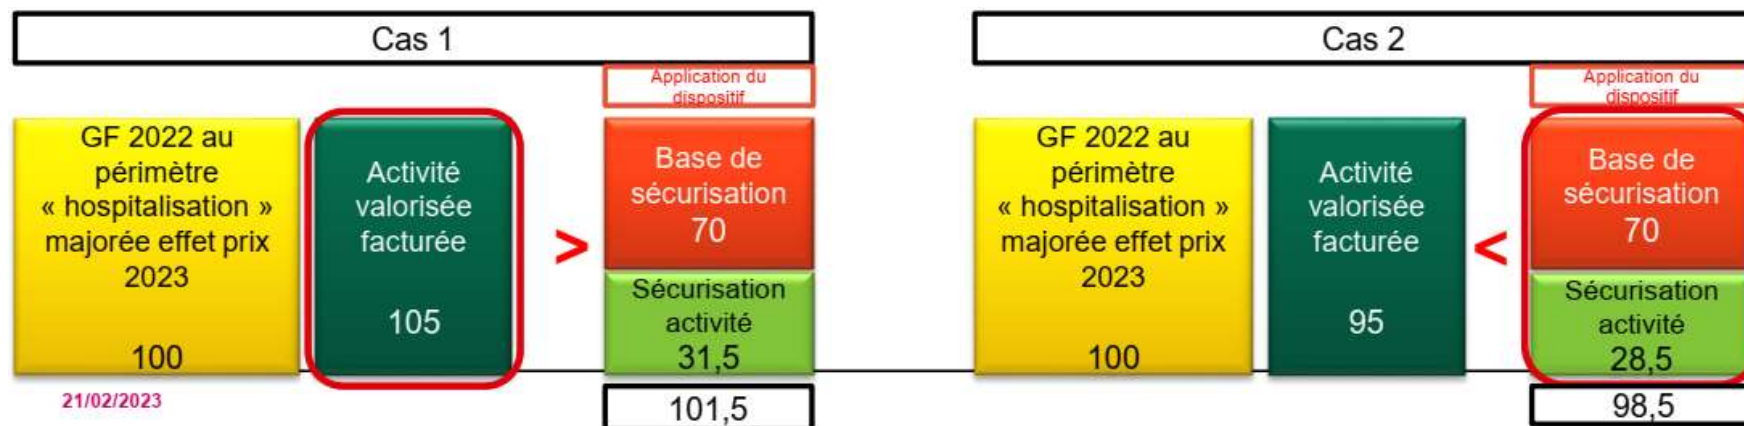 Cas 1
Application du
dispositif
GF 2022 au
périmètre
« hospitalisation »
majorée effet prix
2023
100
Activité
valorisée
facturée
105
>
Base de
sécurisation
70
Sécurisation
activité
31,5
101,5
21/02/2023
Cas 2
Application du
dispositif
GF 2022 au
périmètre
« hospitalisation »
majorée effet prix
2023
100
Activité
valorisée
facturée
95
<
Base de
sécurisation
70
Sécurisation
activité
28,5
98,5